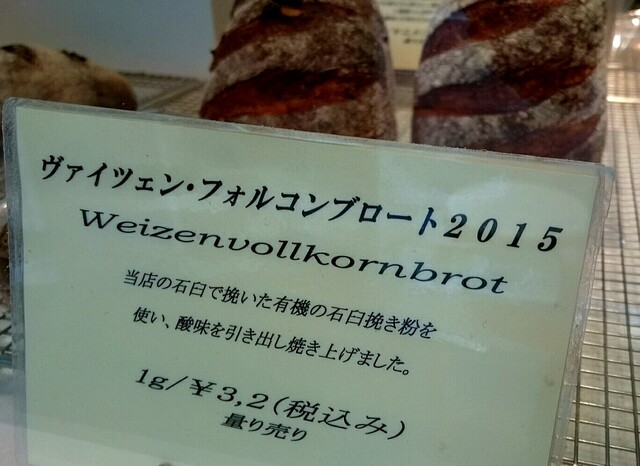 ヴァイツェン・フォルコンブロート2015
Weizenvollkornbrot
当店の石臼で挽いた有機の石臼挽き粉を
使い、酸味を引き出し焼き上げました。
1g/¥3,2(税込み)
量り売り